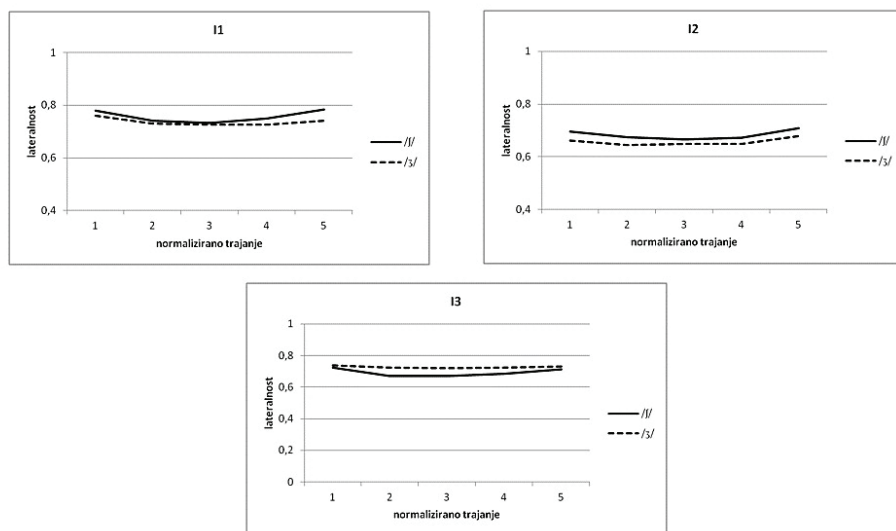 I1
1
0,8
0,6
0,4
lateralnost
1 2 3 4 5
normalizirano trajanje
/ʃ/
/ʒ/
I2
1
0,8
0,6
0,4
lateralnost
1 2 3 4 5
normalizirano trajanje
/ʃ/
/ʒ/
I3
1
0,8
0,6
0,4
0,2
0
lateralnost
1 2 3 4 5
normalizirano trajanje
/ʃ/
/ʒ/